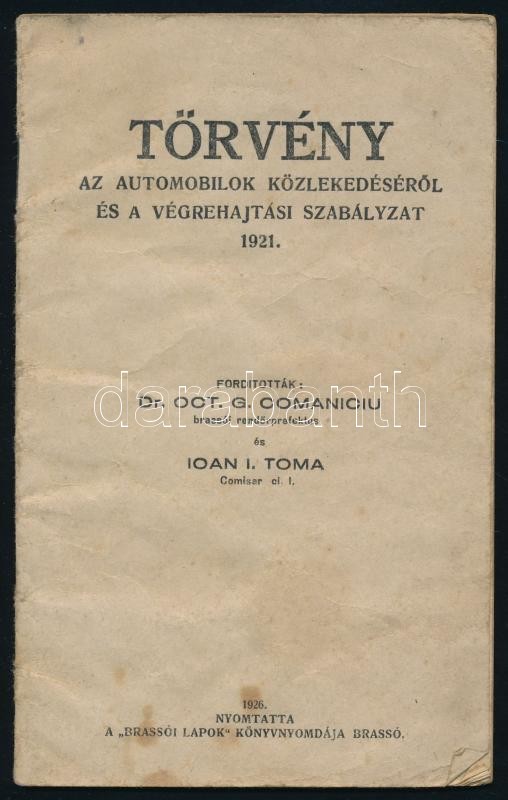 TÖRVÉNY
AZ AUTOMOBILOK KÖZLEKEDÉSÉRŐL
ÉS A VÉGREHAJTÁSI SZABÁLYZAT
1921.
FORDITOTTÁK:
Dr. OCT. G. COMANICIU
brassói rendőrprefektus
és
IOAN I. TOMA
Comisar cl. I.
darabanth
1926.
NYOMTATTA
A „BRASSÓI LAPOK“ KÖNYVNYOMDÁJA BRASSÓ.